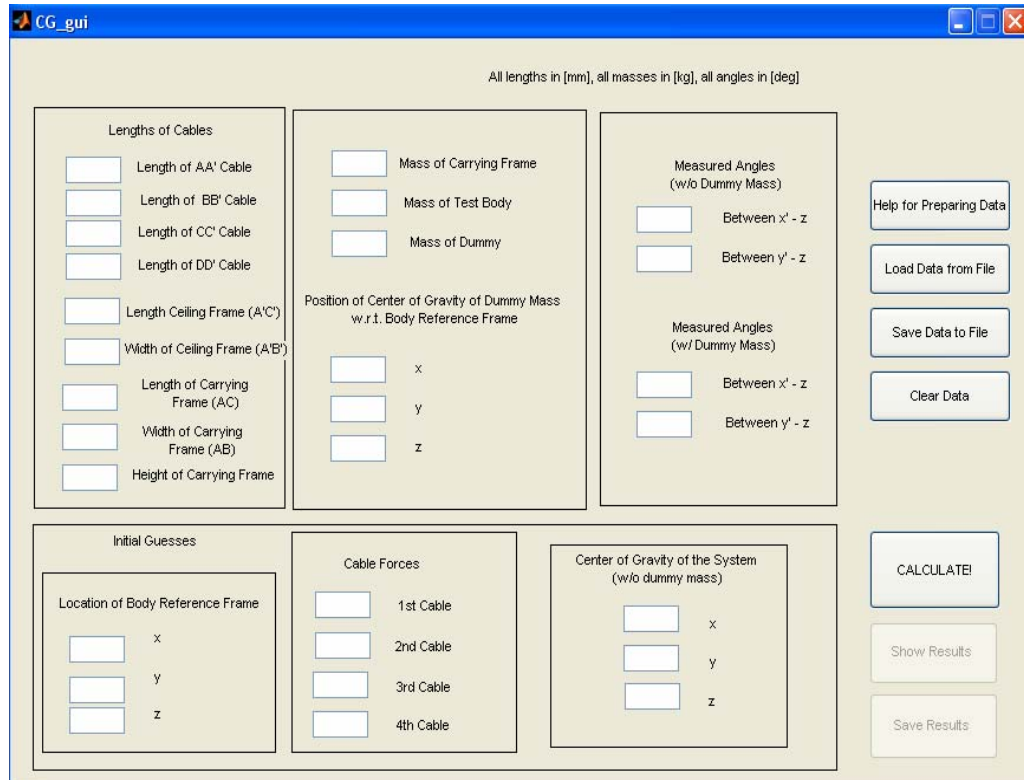 CG_gui
All lengths in [mm], all masses in [kg], all angles in [deg]
Lengths of Cables
Length of AA' Cable
Length of BB' Cable
Length of CC' Cable
Length of DD' Cable
Length Ceiling Frame (A'C')
Width of Ceiling Frame (A'B')
Length of Carrying
Frame (AC)
Width of Carrying
Frame (AB)
Height of Carrying Frame
Mass of Carrying Frame
Mass of Test Body
Mass of Dummy
Position of Center of Gravity of Dummy Mass
w.r.t. Body Reference Frame
x
y
z
Measured Angles
(w/o Dummy Mass)
Between x' - z
Between y' - z
Measured Angles
(w/ Dummy Mass)
Between x' - z
Between y' - z
Help for Preparing Data
Load Data from File
Save Data to File
Clear Data
Initial Guesses
Location of Body Reference Frame
x
y
z
Cable Forces
1st Cable
2nd Cable
3rd Cable
4th Cable
Center of Gravity of the System
(w/o dummy mass)
x
y
z
CALCULATE!
Show Results
Save Results